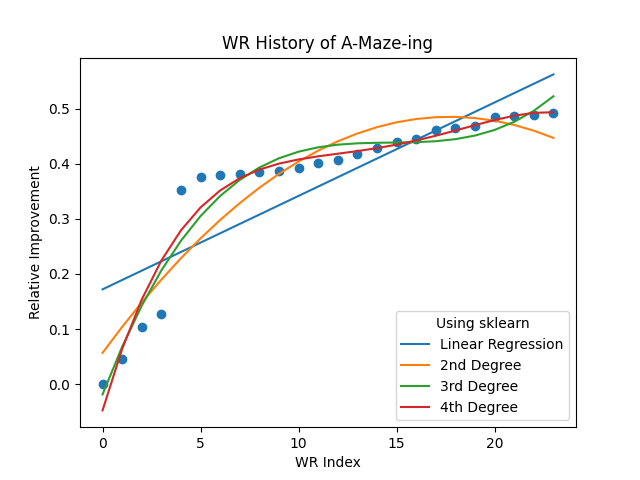 WR History of A-Maze-ing
Relative Improvement
0.5
0.4
0.3
0.2
0.1
0.0
0 5 10 15 20
WR Index
Using sklearn
Linear Regression
2nd Degree
3rd Degree
4th Degree